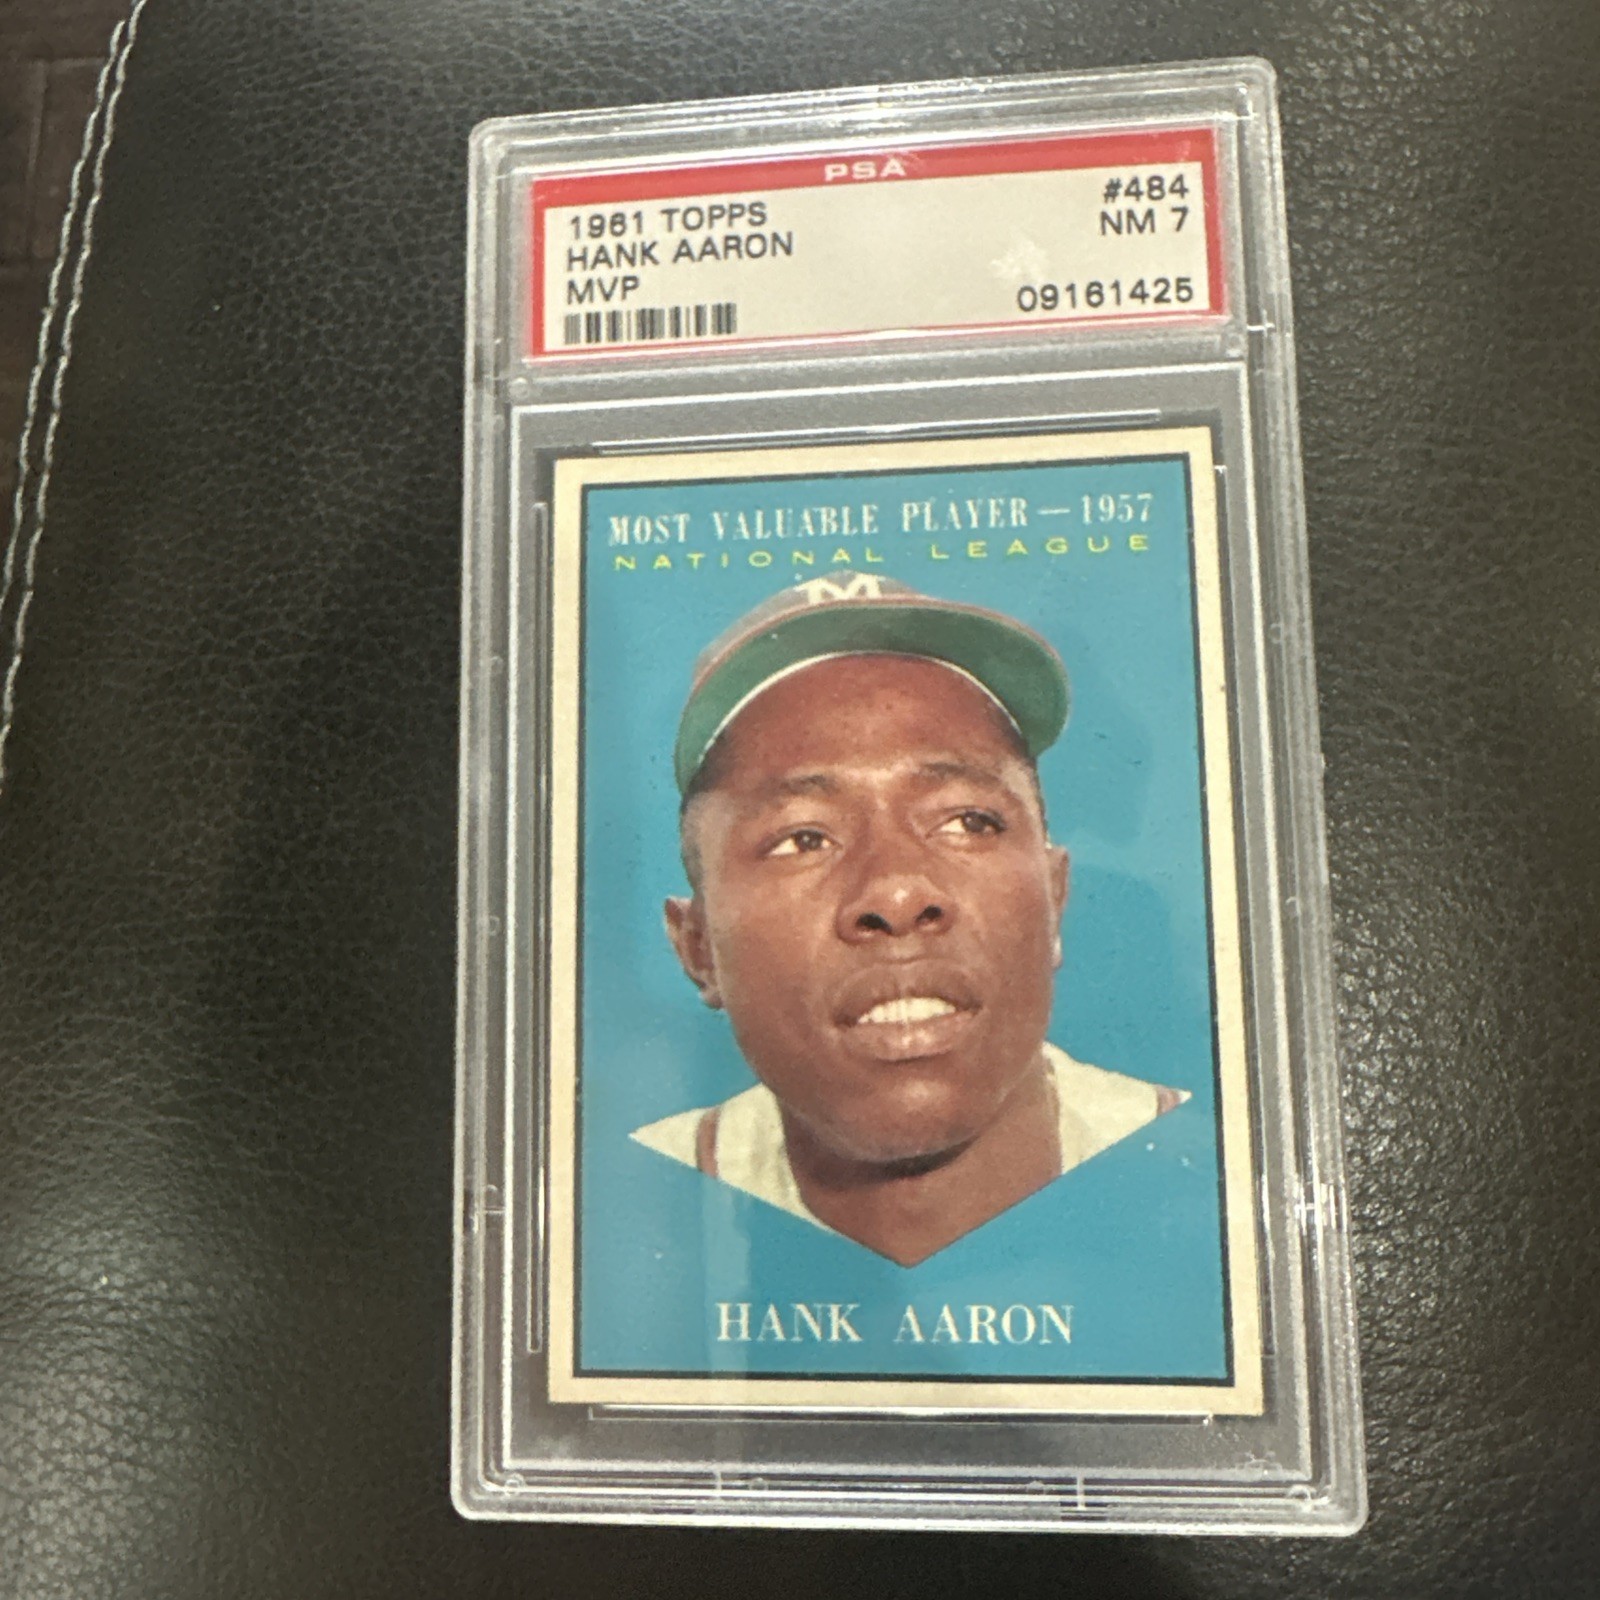 PSA
1961 TOPPS #484
HANK AARON NM 7
MVP
09161425
MOST VALUABLE PLAYER—1957
NATIONAL LEAGUE
M
HANK AARON